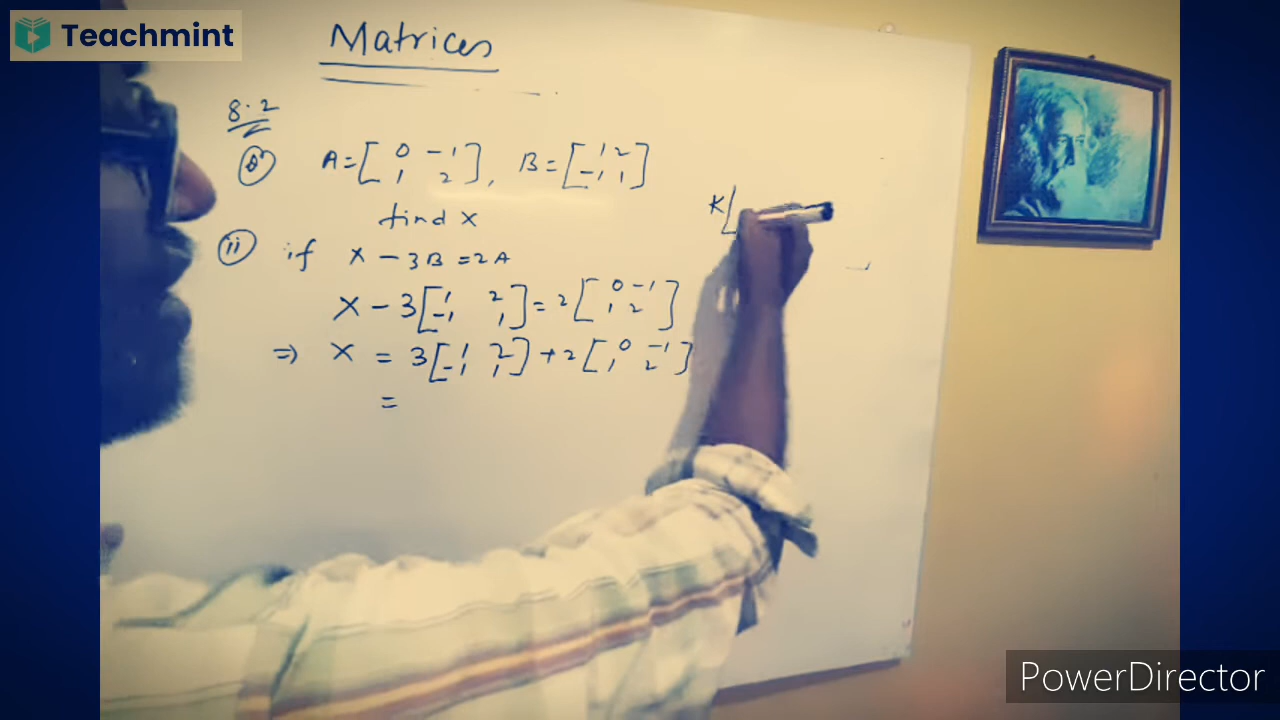 Teachmint
Matrices
8.2
A = [ 0 -1 ], B = [ 1 2 ]
1 2 -1 1
find x
(ii) if x - 3B = 2A
X - 3 [ 1 2 ] = 2 [ 0 -1 ]
-1 1 1 2
⇒ X = 3 [ 1 2 ] + 2 [ 0 -1 ]
-1 1 1 2
=
K [
PowerDirector